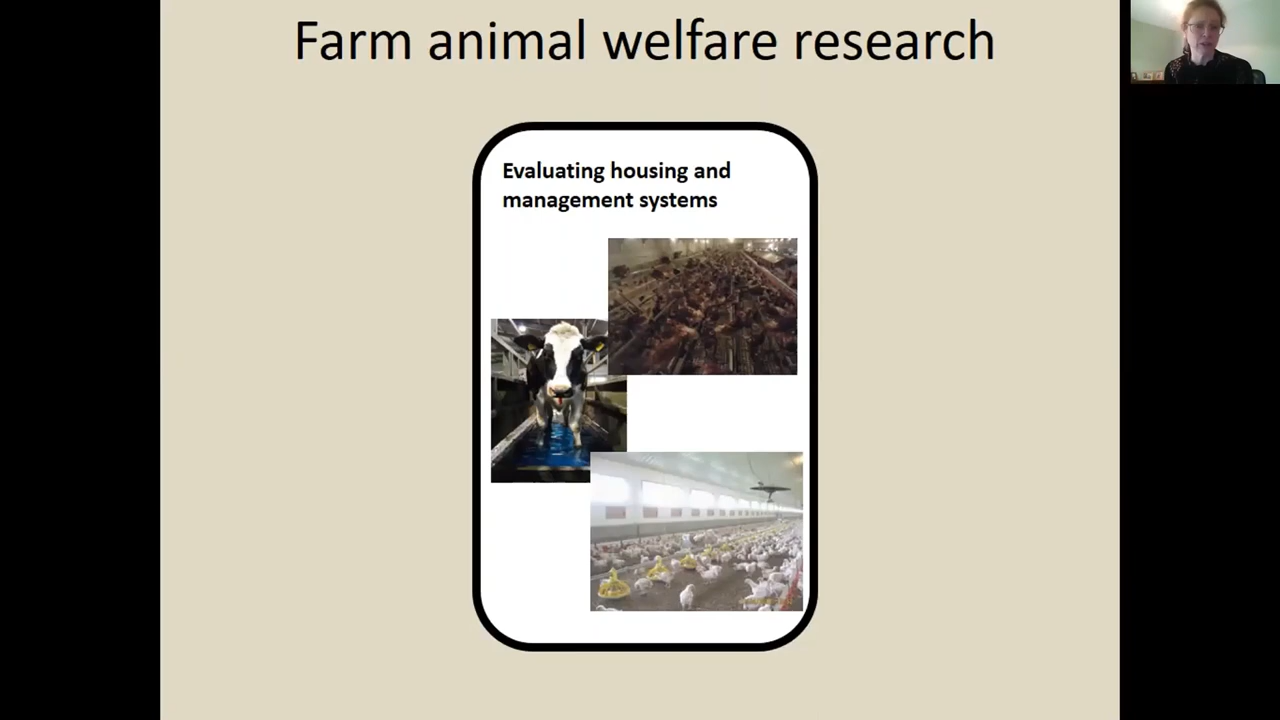 Farm animal welfare research
Evaluating housing and
management systems